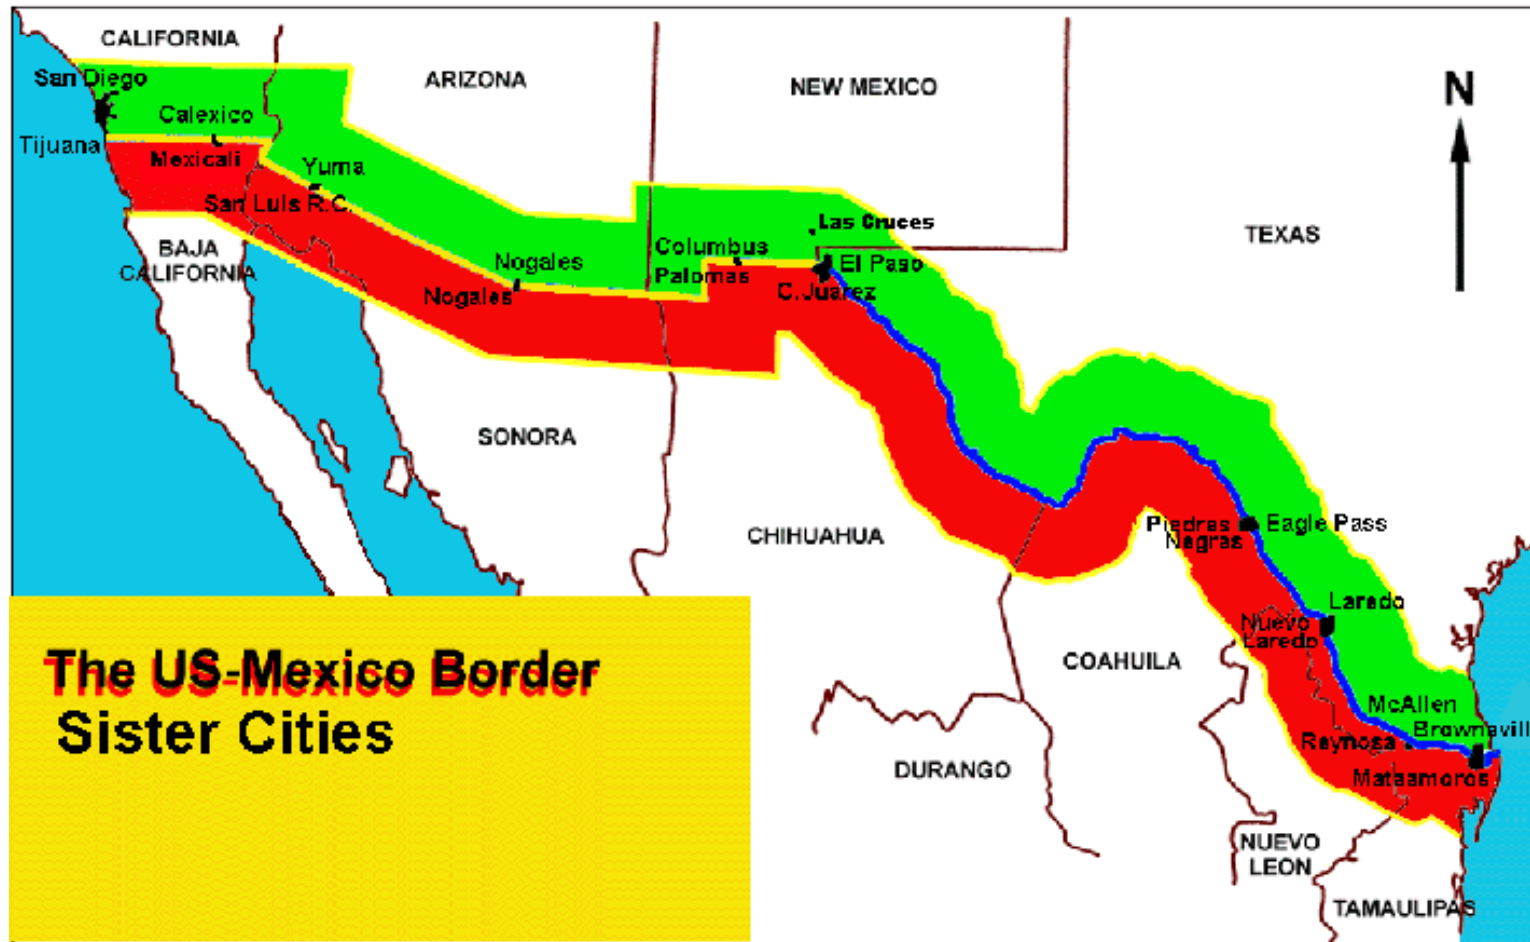 CALIFORNIA
San Diego
ARIZONA
NEW MEXICO
N
Calexico
Tijuana
Mexicali
Yuma
San Luis R.C.
Las Cruces
TEXAS
BAJA
CALIFORNIA
Nogales
Columbus
El Paso
Nogales
Palomas
C.Juarez
SONORA
CHIHUAHUA
Piedras
Negras
Eagle Pass
Laredo
Nuevo
Laredo
COAHUILA
The US-Mexico Border
Sister Cities
McAllen
Brownsvill
Reynosa
Mataamoros
DURANGO
NUEVO
LEON
TAMAULIPAS